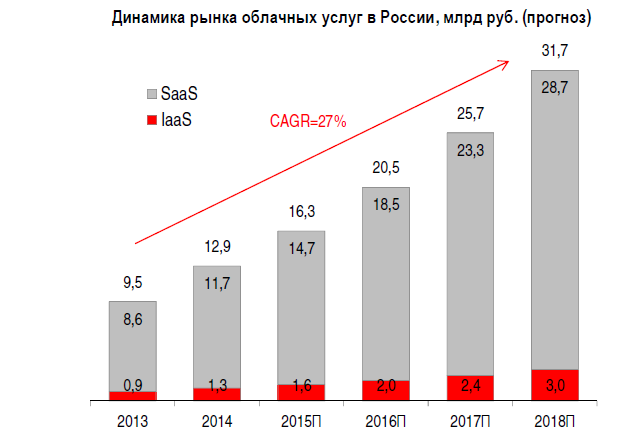 Динамика рынка облачных услуг в России, млрд руб. (прогноз)
31,7
SaaS
28,7
IaaS
CAGR=27%
25,7
23,3
20,5
18,5
16,3
14,7
12,9
11,7
9,5
8,6
0,9 1,3 1,6 2,0 2,4 3,0
2013 2014 2015П 2016П 2017П 2018П